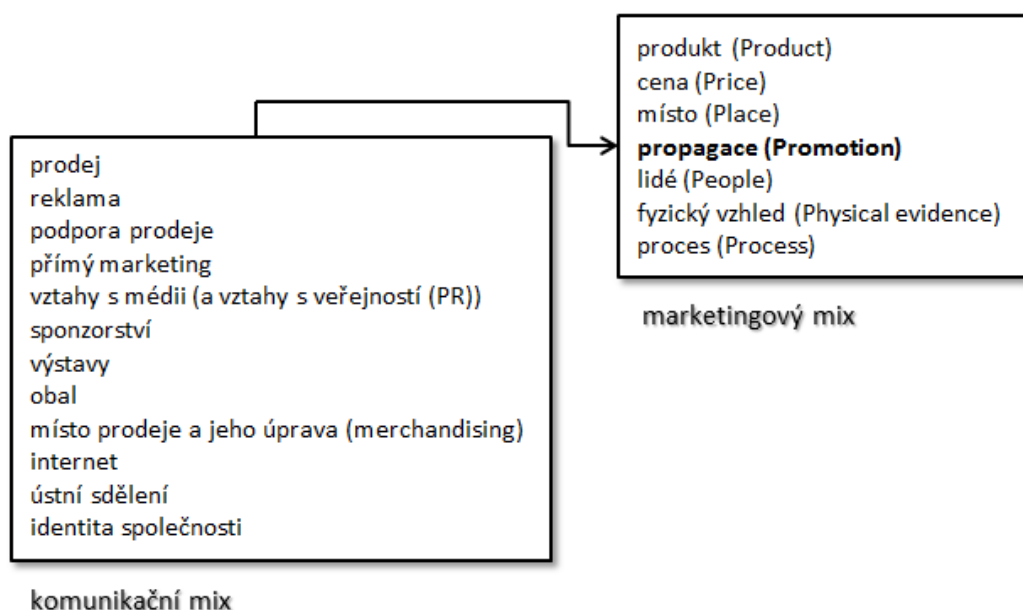 produkt (Product)
cena (Price)
místo (Place)
propagace (Promotion)
lidé (People)
fyzický vzhled (Physical evidence)
proces (Process)
marketingový mix
prodej
reklama
podpora prodeje
přímý marketing
vztahy s médii (a vztahy s veřejností (PR))
sponzorství
výstavy
obal
místo prodeje a jeho úprava (merchandising)
internet
ústní sdělení
identita společnosti
komunikační mix